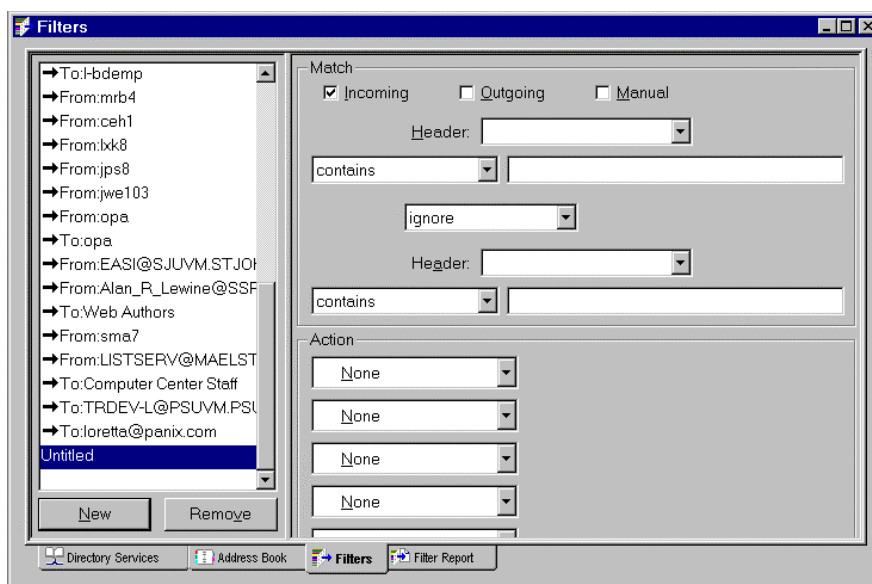 Filters
➔To:l-bdemp
➔From:mrb4
➔From:ceh1
➔From:lxk8
➔From:jps8
➔From:jwe103
➔From:opa
➔To:opa
➔From:EASI@SJUVM.STJOH
➔From:Alan_R_Lewine@SSF
➔To:Web Authors
➔From:sma7
➔From:LISTSERV@MAELST
➔To:Computer Center Staff
➔To:TRDEV-L@PSUVM.PSU
➔To:loretta@panix.com
Untitled
New Remove
Match
Incoming Outgoing Manual
Header:
contains
ignore
Header:
contains
Action
None
None
None
None
Directory Services Address Book Filters Filter Report